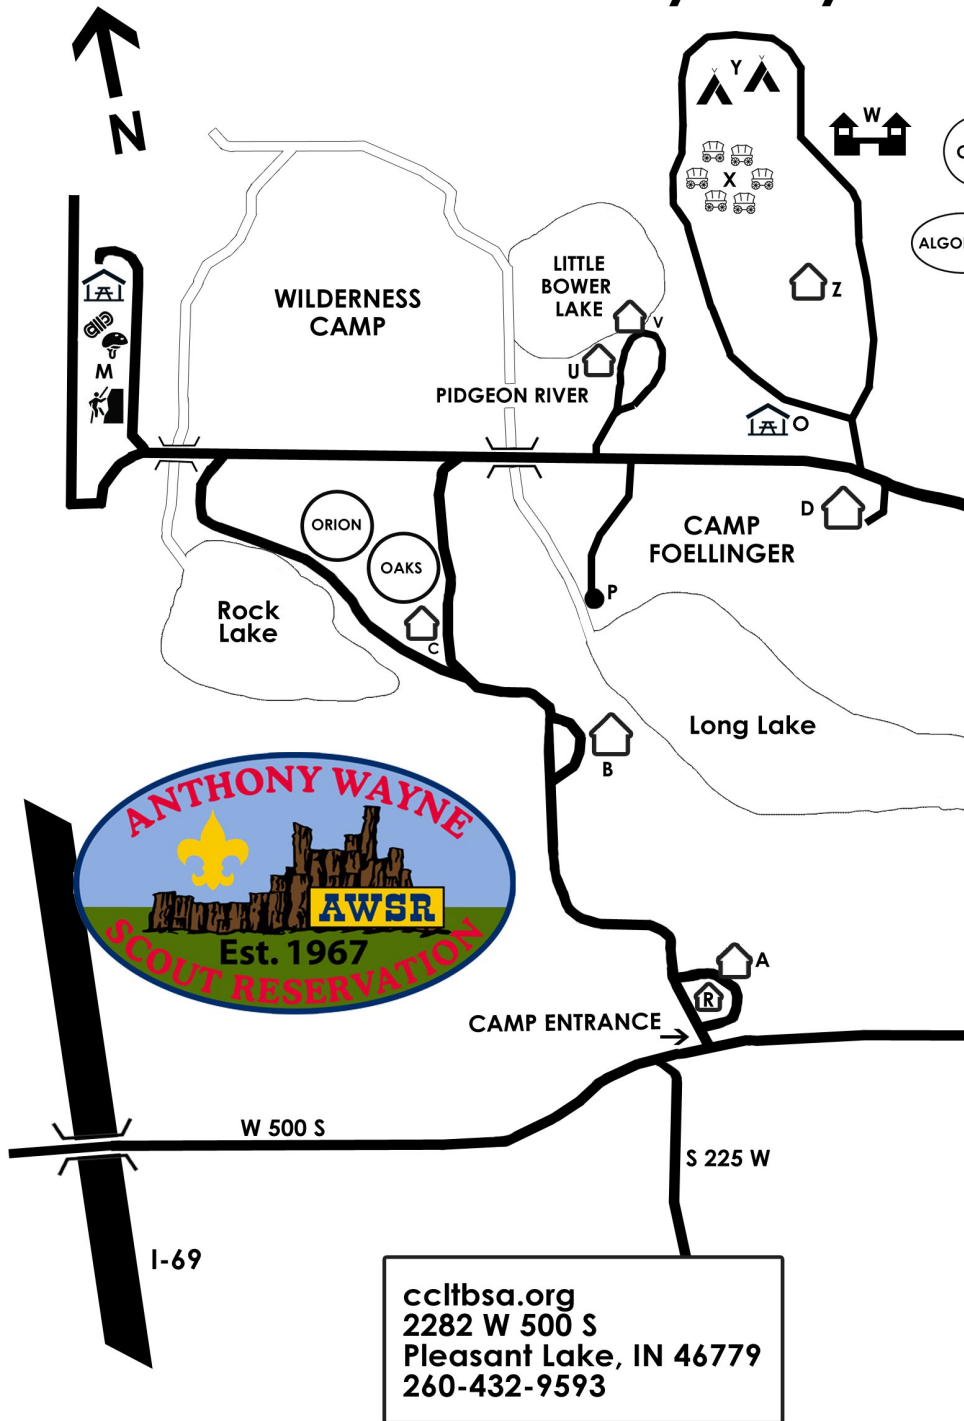 N
Y
W
X
ALGO
Z
LITTLE
BOWER
LAKE
V
U
WILDERNESS
CAMP
M
PIDGEON RIVER
O
D
CAMP
FOELLINGER
ORION
OAKS
C
P
Rock
Lake
Long Lake
B
ANTHONY WAYNE
AWSR
Est. 1967
SCOUT RESERVATION
A
R
CAMP ENTRANCE
W 500 S
S 225 W
I-69
ccltbsa.org
2282 W 500 S
Pleasant Lake, IN 46779
260-432-9593